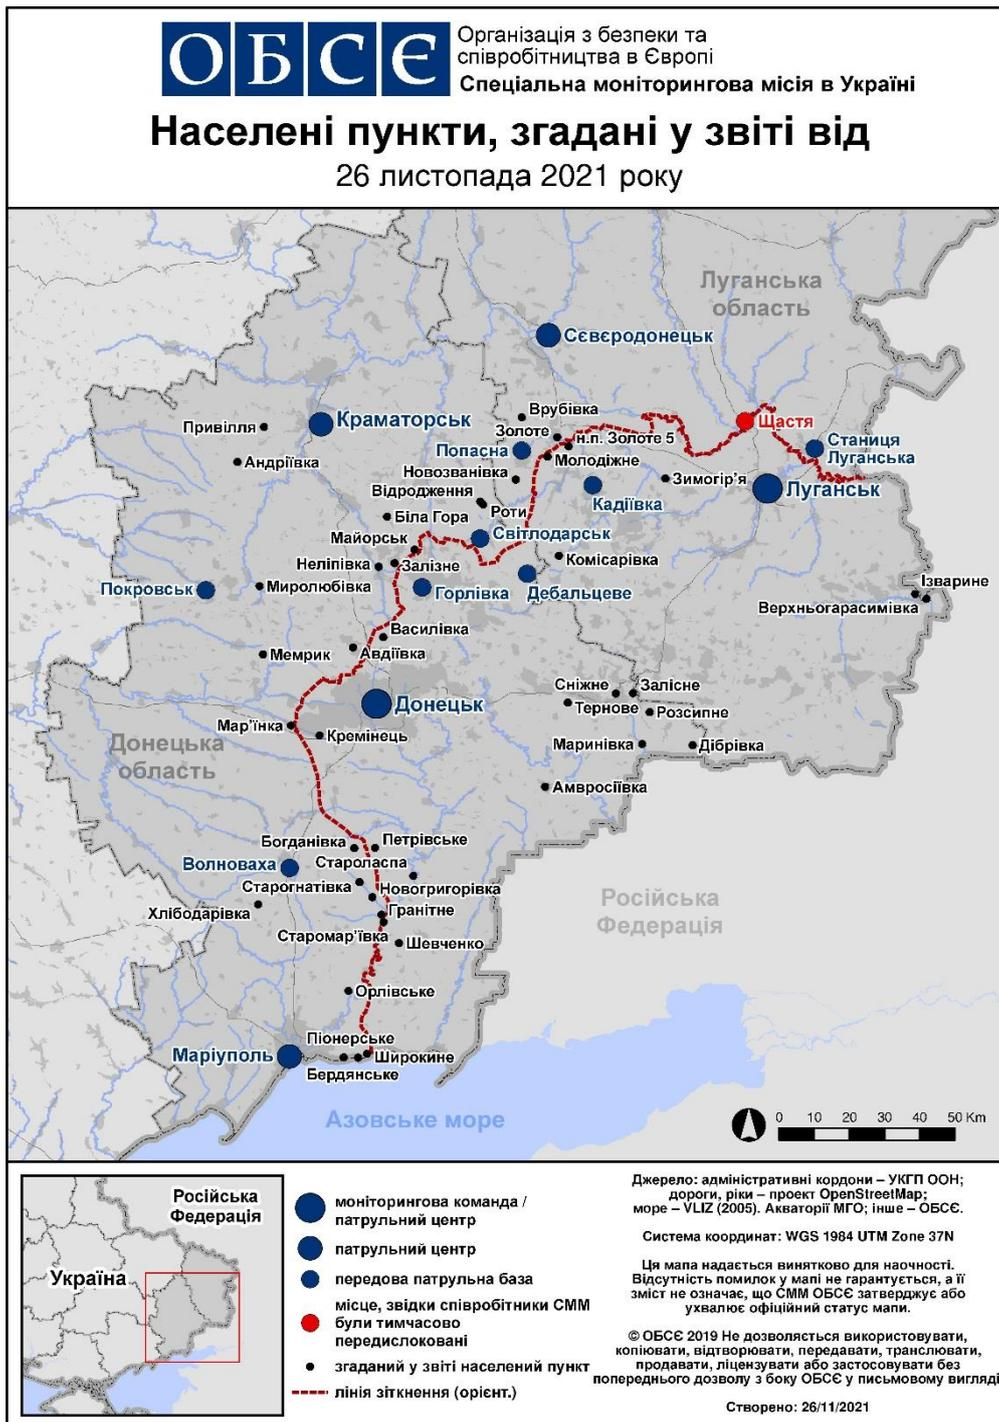 ОБСЄ
Організація з безпеки та
співробітництва в Європі
Спеціальна моніторингова місія в Україні
Населені пункти, згадані у звіті від
26 листопада 2021 року
Луганська
область
Сєвєродонецьк
Врубівка
Привілля
Краматорськ
Золоте
н.п. Золоте 5
Щастя
Станиця
Луганська
Андріївка
Попасна
Молодіжне
Новозванівка
Зимогір'я
Луганськ
Відродження
Роти
Кадіївка
Біла Гора
Світлодарськ
Майорськ
Комісарівка
Неліпівка
Залізне
Покровськ
Миролюбівка
Горлівка
Дебальцеве
Ізварине
Верхньогарасимівка
Василівка
Авдіївка
Мемрик
Сніжне
Залісне
Донецьк
Тернове
Розсипне
Мар'їнка
Кремінець
Донецька
область
Маринівка
Дібрівка
Амвросіївка
Богданівка
Петрівське
Волноваха
Староласпа
Старогнатівка
Новогригорівка
Хлібодарівка
Гранітне
Російська
Федерація
Старомар'ївка
Шевченко
Орлівське
Піонерське
Маріуполь
Широкине
Бердянське
Азовське море
0 10 20 30 40 50 Km
Російська
Федерація
Україна
моніторингова команда /
патрульний центр
патрульний центр
передова патрульна база
місце, звідки співробітники СММ
були тимчасово
передислоковані
згаданий у звіті населений пункт
лінія зіткнення (орієнт.)
Джерело: адміністративні кордони – УКГП ООН;
дороги, ріки – проект OpenStreetMap;
море – VLIZ (2005). Акваторії МГО; інше – ОБСЄ.
Система координат: WGS 1984 UTM Zone 37N
Ця мапа надається винятково для наочності.
Відсутність помилок у мапі не гарантується, а її
зміст не означає, що СММ ОБСЄ затверджує або
ухвалює офіційний статус мапи.
© ОБСЄ 2019 Не дозволяється використовувати,
копіювати, відтворювати, передавати, транслювати,
продавати, ліцензувати або застосовувати без
попереднього дозволу з боку ОБСЄ у письмовому вигляді
Створено: 26/11/2021